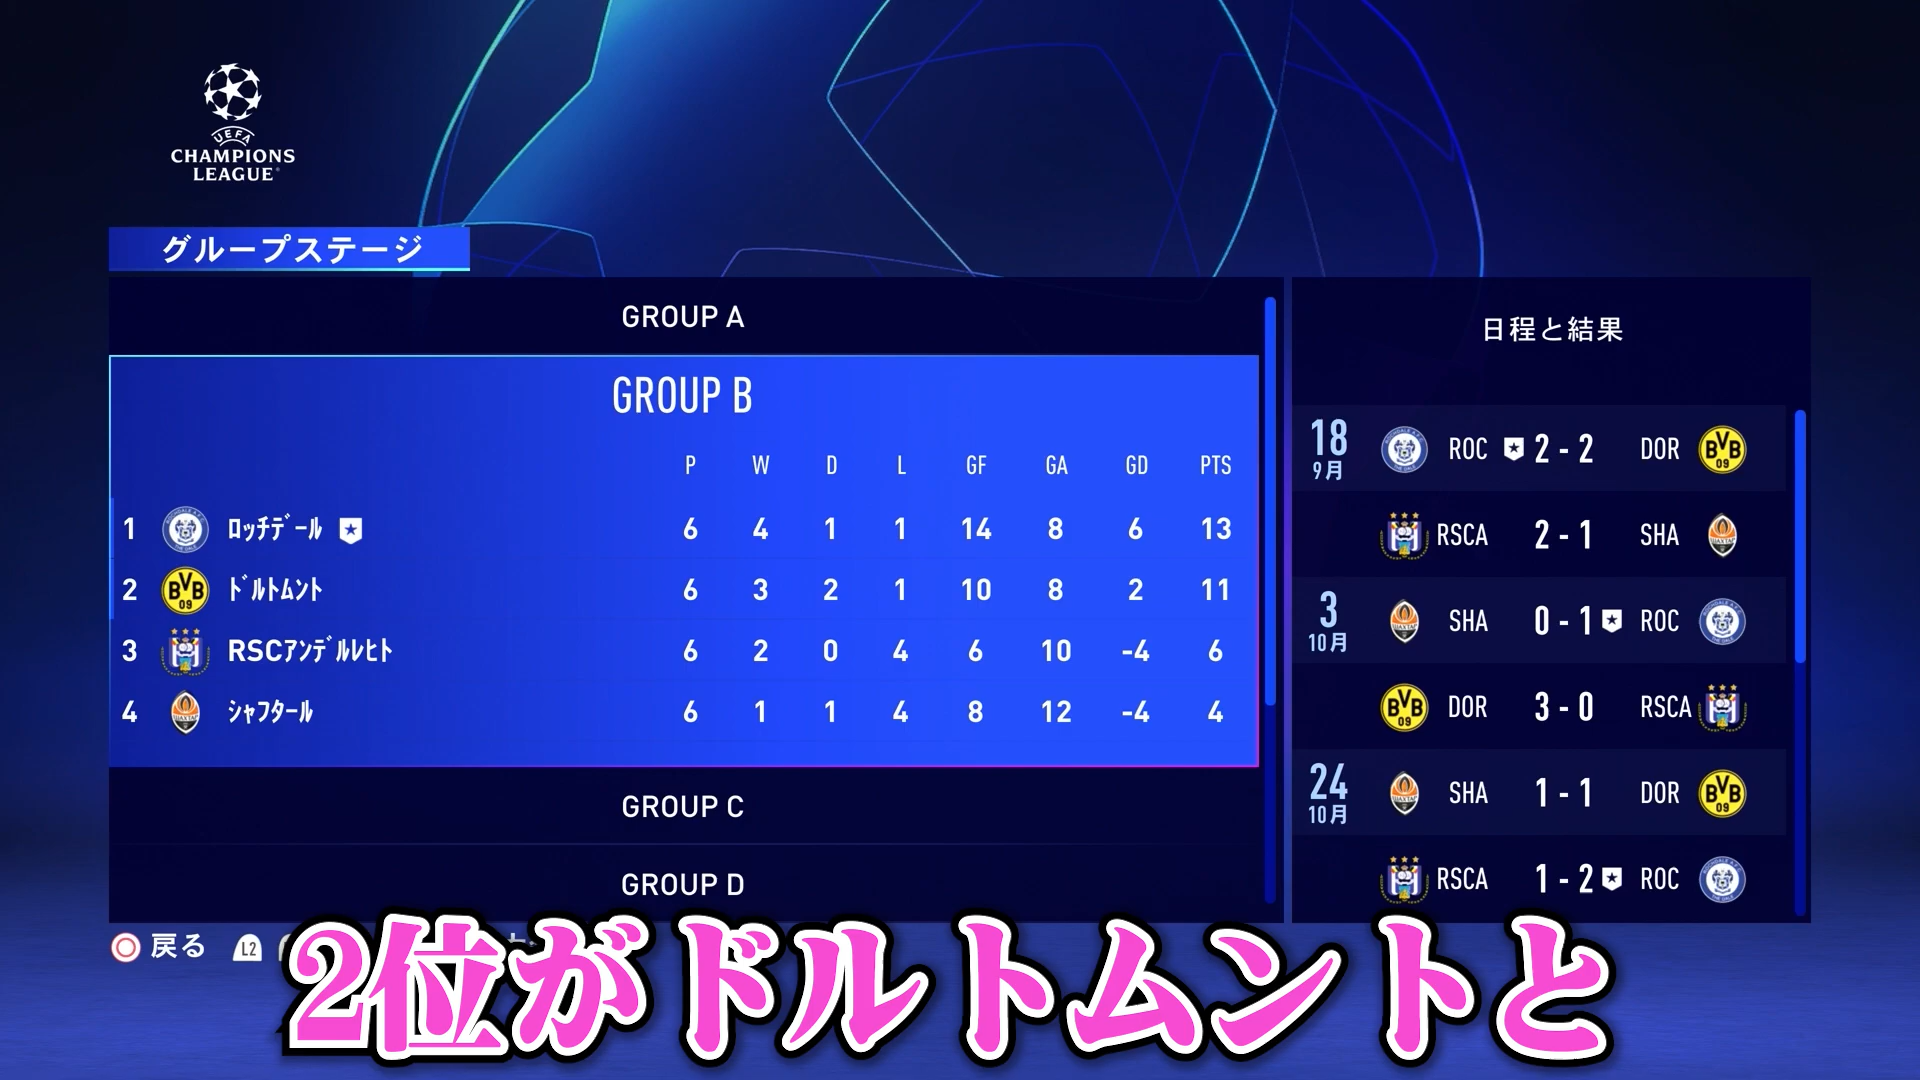 UEFA
CHAMPIONS
LEAGUE
グループステージ
GROUP A
GROUP B
P W D L GF GA GD PTS
1 ﾛｯﾁﾃﾞｰﾙ 6 4 1 1 14 8 6 13
2 ﾄﾞﾙﾄﾑﾝﾄ 6 3 2 1 10 8 2 11
3 RSCｱﾝﾃﾞﾙﾚﾋﾄ 6 2 0 4 6 10 -4 6
4 ｼｬﾌﾀｰﾙ 6 1 1 4 8 12 -4 4
GROUP C
GROUP D
日程と結果
18 9月 ROC 2 - 2 DOR
RSCA 2 - 1 SHA
3 10月 SHA 0 - 1 ROC
DOR 3 - 0 RSCA
24 10月 SHA 1 - 1 DOR
RSCA 1 - 2 ROC
戻る L2
2位がドルトムントと